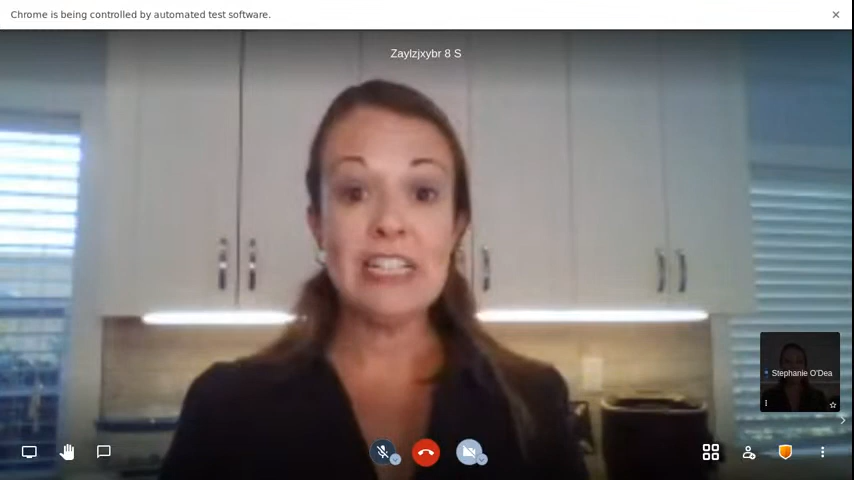 Chrome is being controlled by automated test software.
Zaylzjxybr 8 S
Stephanie O'Dea